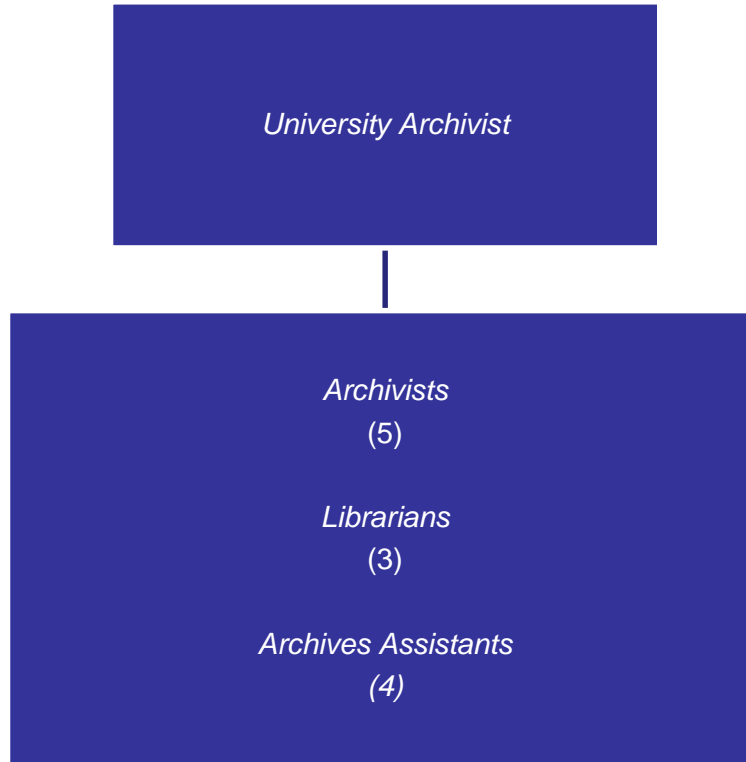 University Archivist
Archivists
(5)
Librarians
(3)
Archives Assistants
(4)